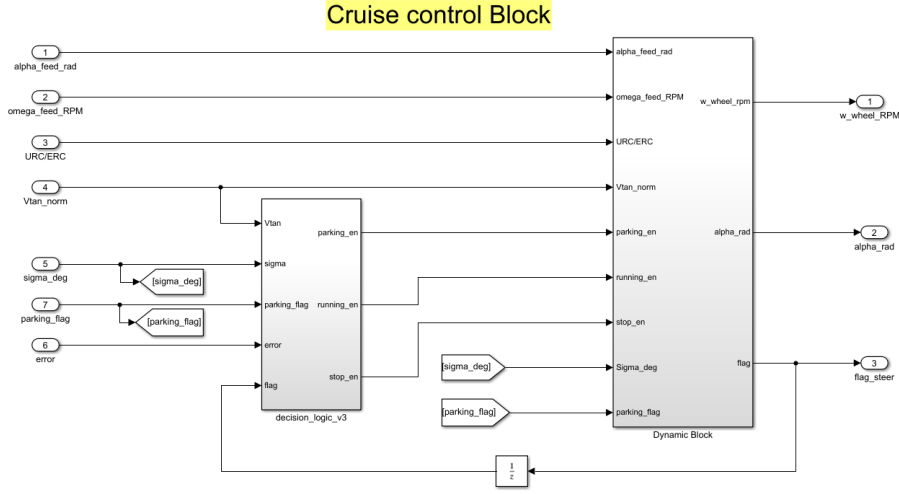 Cruise control Block
1
alpha_feed_rad
2
omega_feed_RPM
3
URC/ERC
4
Vtan_norm
5
sigma_deg
[sigma_deg]
7
parking_flag
[parking_flag]
6
error
Vtan
sigma
parking_flag
error
flag
parking_en
running_en
stop_en
decision_logic_v3
[sigma_deg]
[parking_flag]
alpha_feed_rad
omega_feed_RPM
URC/ERC
Vtan_norm
parking_en
running_en
stop_en
Sigma_deg
parking_flag
w_wheel_rpm
alpha_rad
flag
Dynamic Block
1
w_wheel_RPM
2
alpha_rad
3
flag_steer
1
z